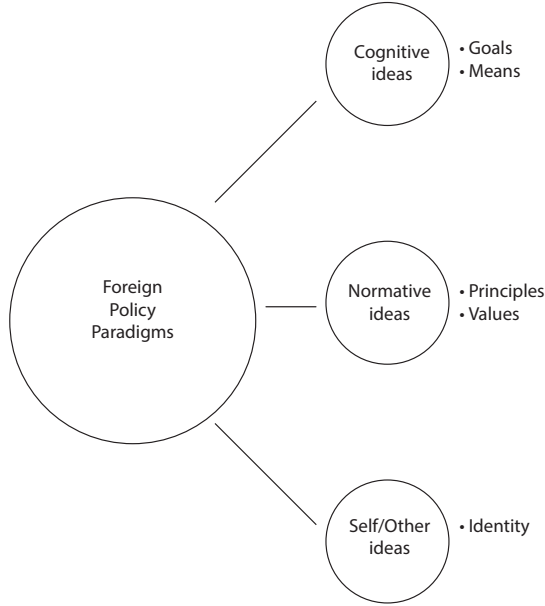 Cognitive
ideas
• Goals
• Means
Foreign
Policy
Paradigms
Normative
ideas
• Principles
• Values
Self/Other
ideas
• Identity